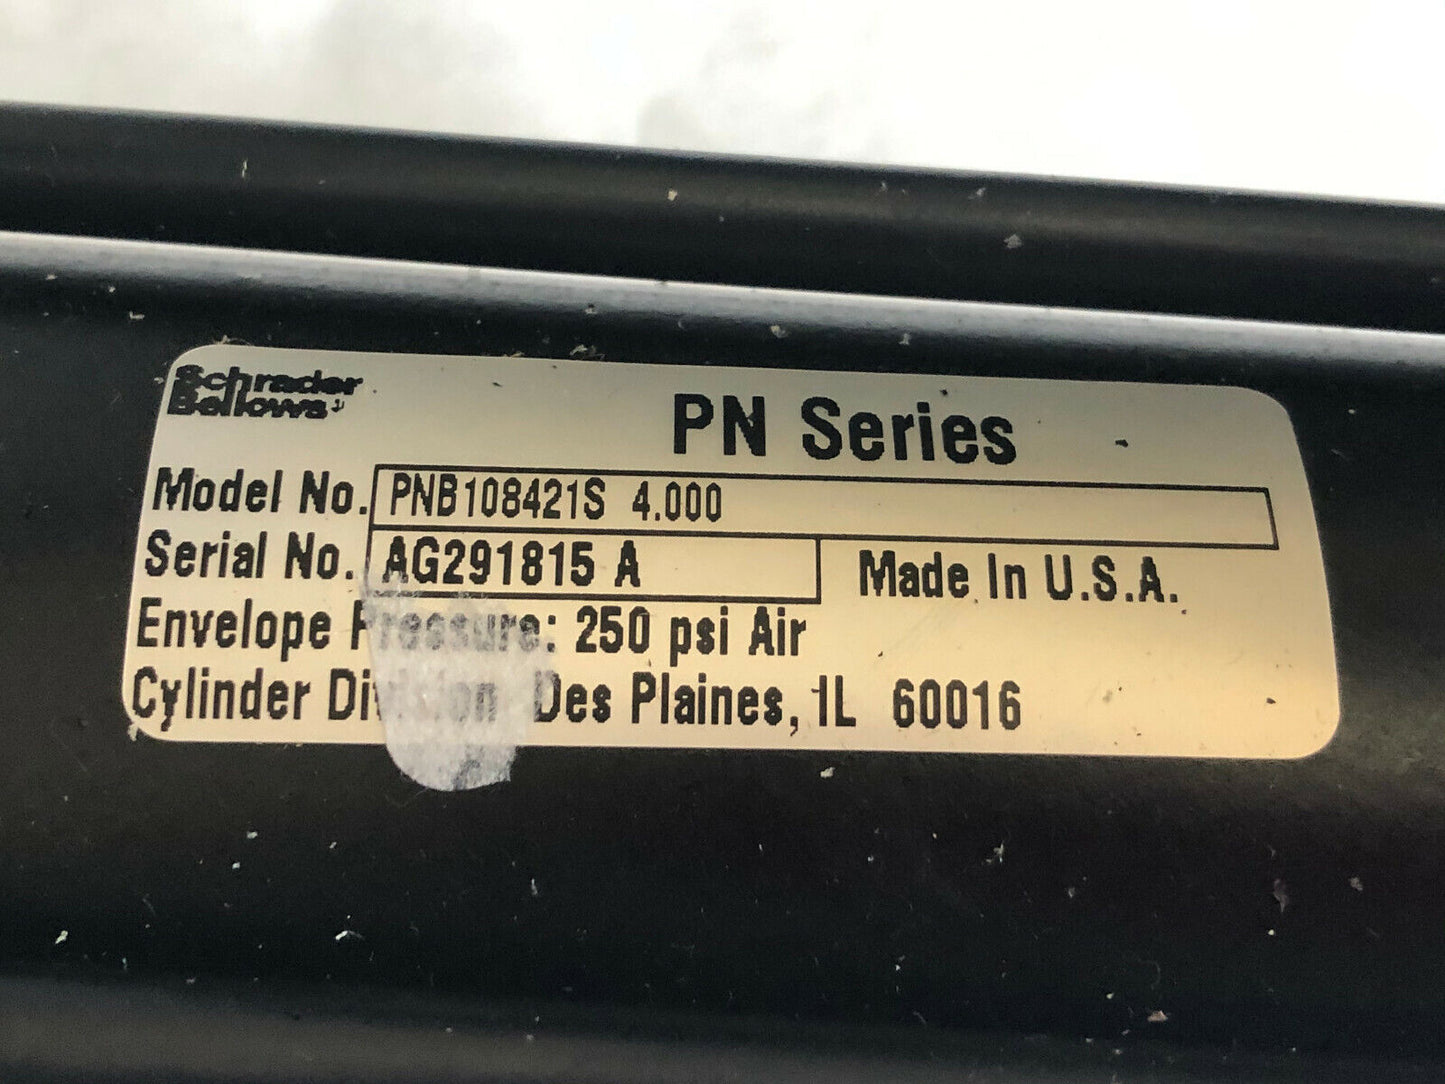 Schrader
Bellows
PN Series
Model No. PNB108421S 4.000
Serial No. AG291815 A Made In U.S.A.
Envelope Pressure: 250 psi Air
Cylinder Division Des Plaines, IL 60016